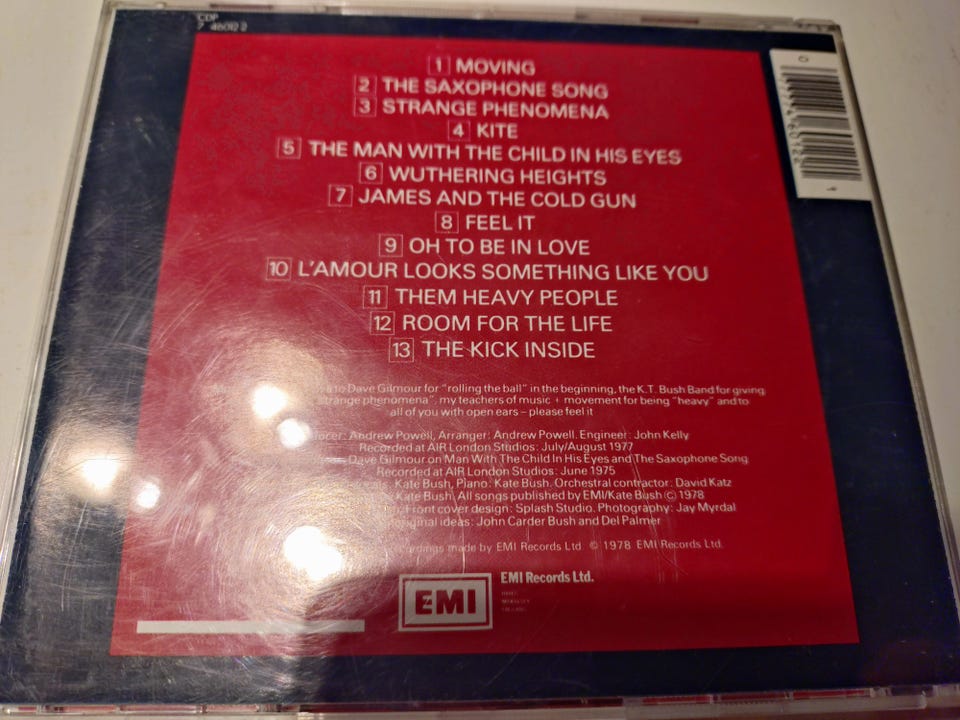 CDP
7 46012 2
1 MOVING
2 THE SAXOPHONE SONG
3 STRANGE PHENOMENA
4 KITE
5 THE MAN WITH THE CHILD IN HIS EYES
6 WUTHERING HEIGHTS
7 JAMES AND THE COLD GUN
8 FEEL IT
9 OH TO BE IN LOVE
10 L'AMOUR LOOKS SOMETHING LIKE YOU
11 THEM HEAVY PEOPLE
12 ROOM FOR THE LIFE
13 THE KICK INSIDE
to Dave Gilmour for "rolling the ball" in the beginning, the K.T. Bush Band for giving
"strange phenomena", my teachers of music + movement for being "heavy" and to
all of you with open ears – please feel it
Andrew Powell, Arranger: Andrew Powell. Engineer: John Kelly
Recorded at AIR London Studios: July/August 1977
Dave Gilmour on Man With The Child In His Eyes and The Saxophone Song
Recorded at AIR London Studios: June 1975
Kate Bush, Piano: Kate Bush, Orchestral contractor: David Katz
Kate Bush, All songs published by EMI/Kate Bush © 1978
Front cover design: Splash Studio. Photography: Jay Myrdal
original ideas: John Carder Bush and Del Palmer
made by EMI Records Ltd © 1978 EMI Records Ltd.
EMI
EMI Records Ltd.